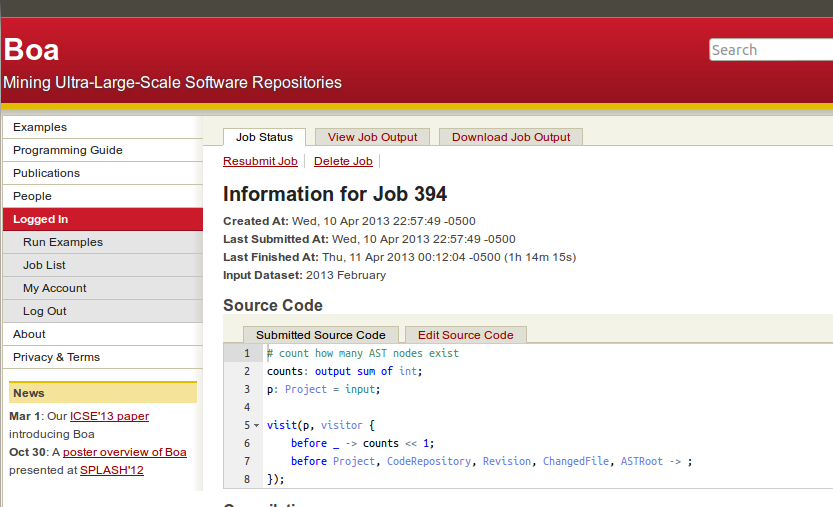 Boa
Search
Mining Ultra-Large-Scale Software Repositories
Examples
Programming Guide
Publications
People
Logged In
Run Examples
Job List
My Account
Log Out
About
Privacy & Terms
News
Mar 1: Our ICSE'13 paper
introducing Boa
Oct 30: A poster overview of Boa
presented at SPLASH'12
Job Status View Job Output Download Job Output
Resubmit Job Delete Job
Information for Job 394
Created At: Wed, 10 Apr 2013 22:57:49 -0500
Last Submitted At: Wed, 10 Apr 2013 22:57:49 -0500
Last Finished At: Thu, 11 Apr 2013 00:12:04 -0500 (1h 14m 15s)
Input Dataset: 2013 February
Source Code
Submitted Source Code Edit Source Code
1 # count how many AST nodes exist
2 counts: output sum of int;
3 p: Project = input;
4
5 visit(p, visitor {
6 before _ -> counts << 1;
7 before Project, CodeRepository, Revision, ChangedFile, ASTRoot -> ;
8 });